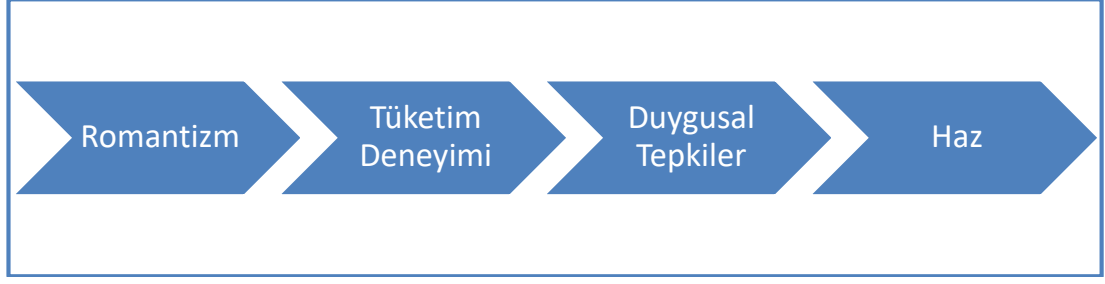 Romantizm
Tüketim
Deneyimi
Duygusal
Tepkiler
Haz